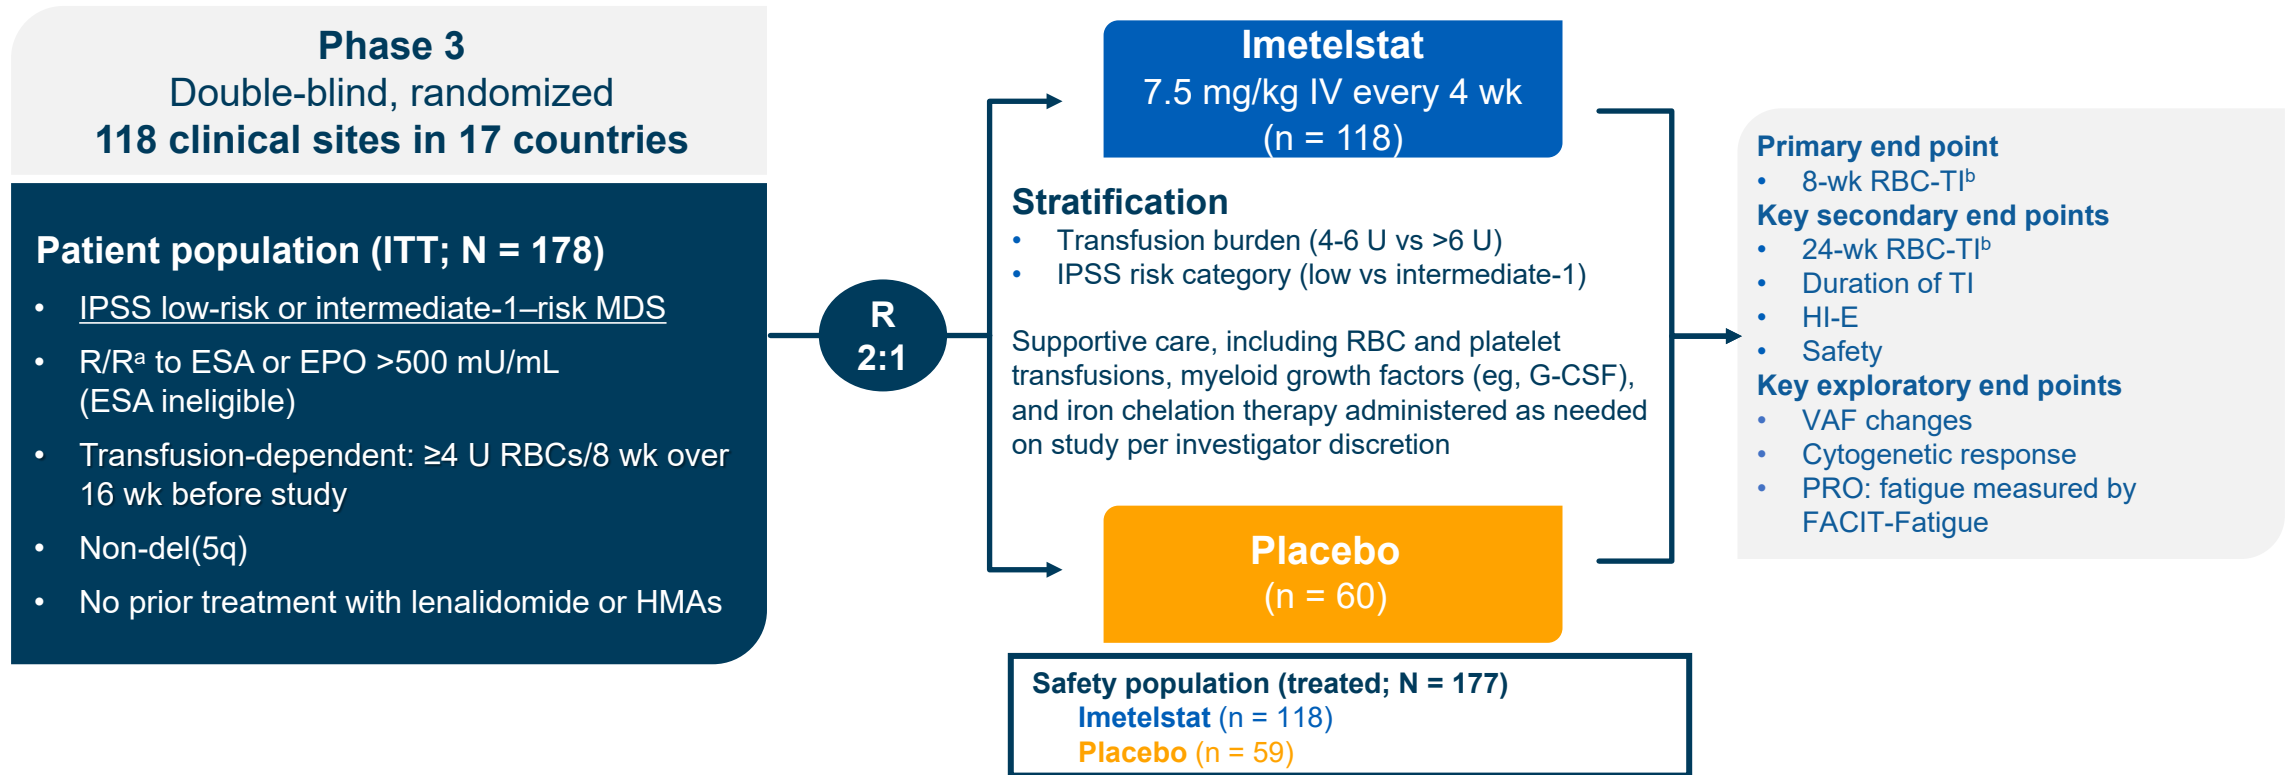 Phase 3
Double-blind, randomized
118 clinical sites in 17 countries
Patient population (ITT; N = 178)
• IPSS low-risk or intermediate-1–risk MDS
• R/Rᵃ to ESA or EPO >500 mU/mL
(ESA ineligible)
• Transfusion-dependent: ≥4 U RBCs/8 wk over
16 wk before study
• Non-del(5q)
• No prior treatment with lenalidomide or HMAs
R
2:1
Imetelstat
7.5 mg/kg IV every 4 wk
(n = 118)
Stratification
• Transfusion burden (4-6 U vs >6 U)
• IPSS risk category (low vs intermediate-1)
Supportive care, including RBC and platelet
transfusions, myeloid growth factors (eg, G-CSF),
and iron chelation therapy administered as needed
on study per investigator discretion
Placebo
(n = 60)
Safety population (treated; N = 177)
Imetelstat (n = 118)
Placebo (n = 59)
Primary end point
• 8-wk RBC-TIᵇ
Key secondary end points
• 24-wk RBC-TIᵇ
• Duration of TI
• HI-E
• Safety
Key exploratory end points
• VAF changes
• Cytogenetic response
• PRO: fatigue measured by
FACIT-Fatigue